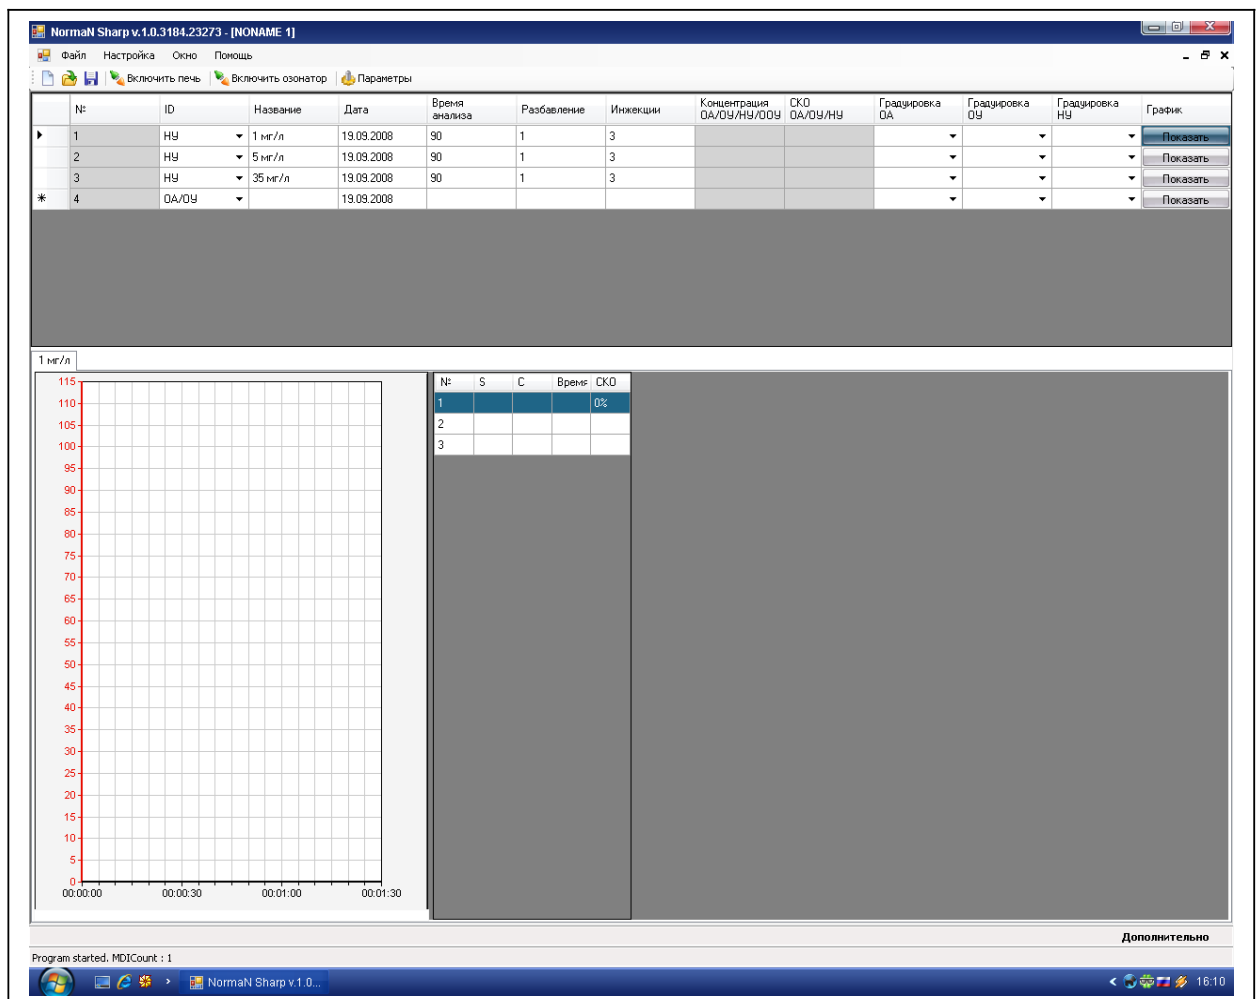 NormaN Sharp v.1.0.3184.23273 - [NONAME 1]
Файл Настройка Окно Помощь
Включить печь Включить озонатор Параметры
№ ID Название Дата Время анализа Разбавление Инжекции Концентрация ОА/ОУ/НУ/ООУ СКО ОА/ОУ/НУ Градуировка ОА Градуировка ОУ Градуировка НУ График
1 НУ 1 мг/л 19.09.2008 90 1 3 Показать
2 НУ 5 мг/л 19.09.2008 90 1 3 Показать
3 НУ 35 мг/л 19.09.2008 90 1 3 Показать
4 ОА/ОУ 19.09.2008 Показать
1 мг/л
115
110
105
100
95
90
85
80
75
70
65
60
55
50
45
40
35
30
25
20
15
10
5
0
00:00:00 00:00:30 00:01:00 00:01:30
№ S C Время СКО
1 0%
2
3
Дополнительно
Program started. MDICount : 1
NormaN Sharp v.1.0... 16:10